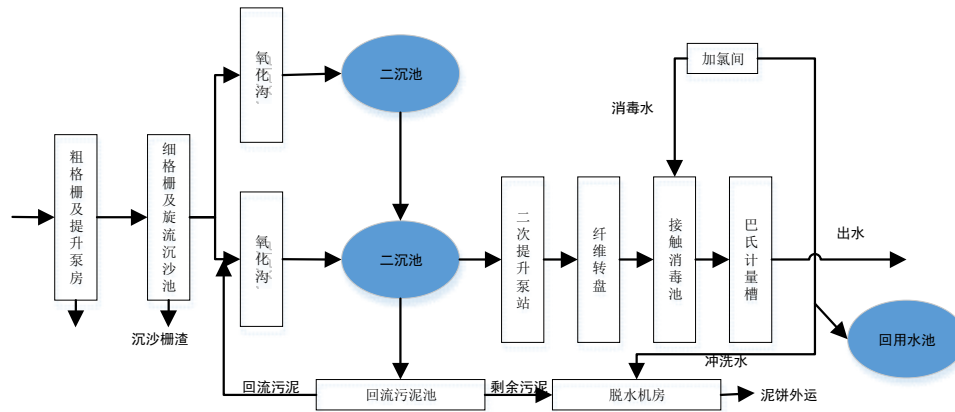 加氯间
氧化沟
二沉池
消毒水
粗格栅及提升泵房
细格栅及旋流沉沙池
氧化沟
二沉池
二次提升泵站
纤维转盘
接触消毒池
巴氏计量槽
出水
沉沙栅渣
回用水池
冲洗水
回流污泥
回流污泥池
剩余污泥
脱水机房
泥饼外运